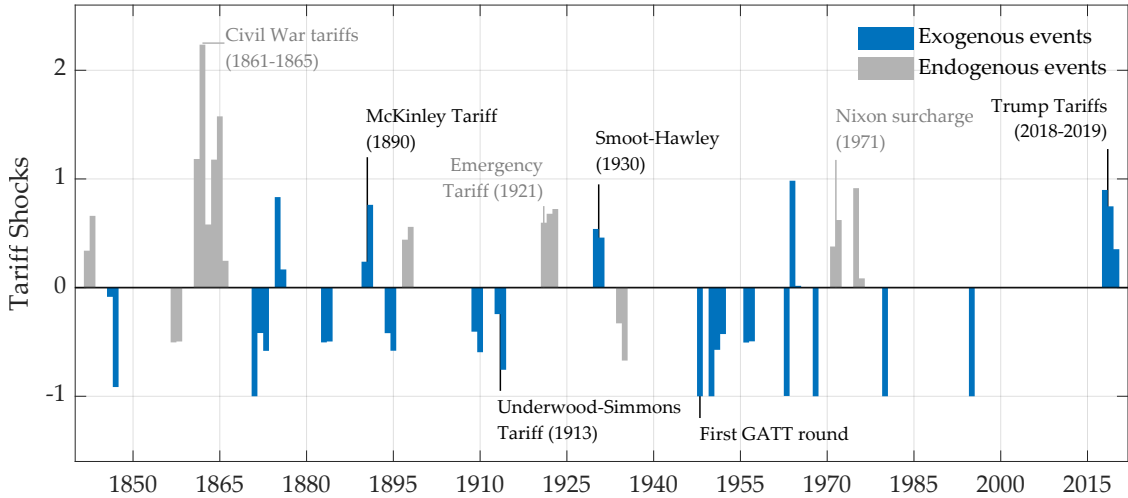 Civil War tariffs
(1861-1865)
Exogenous events
Endogenous events
McKinley Tariff
(1890)
Emergency
Tariff (1921)
Smoot-Hawley
(1930)
Nixon surcharge
(1971)
Trump Tariffs
(2018-2019)
Underwood-Simmons
Tariff (1913)
First GATT round
Tariff Shocks
2
1
0
-1
1850 1865 1880 1895 1910 1925 1940 1955 1970 1985 2000 2015